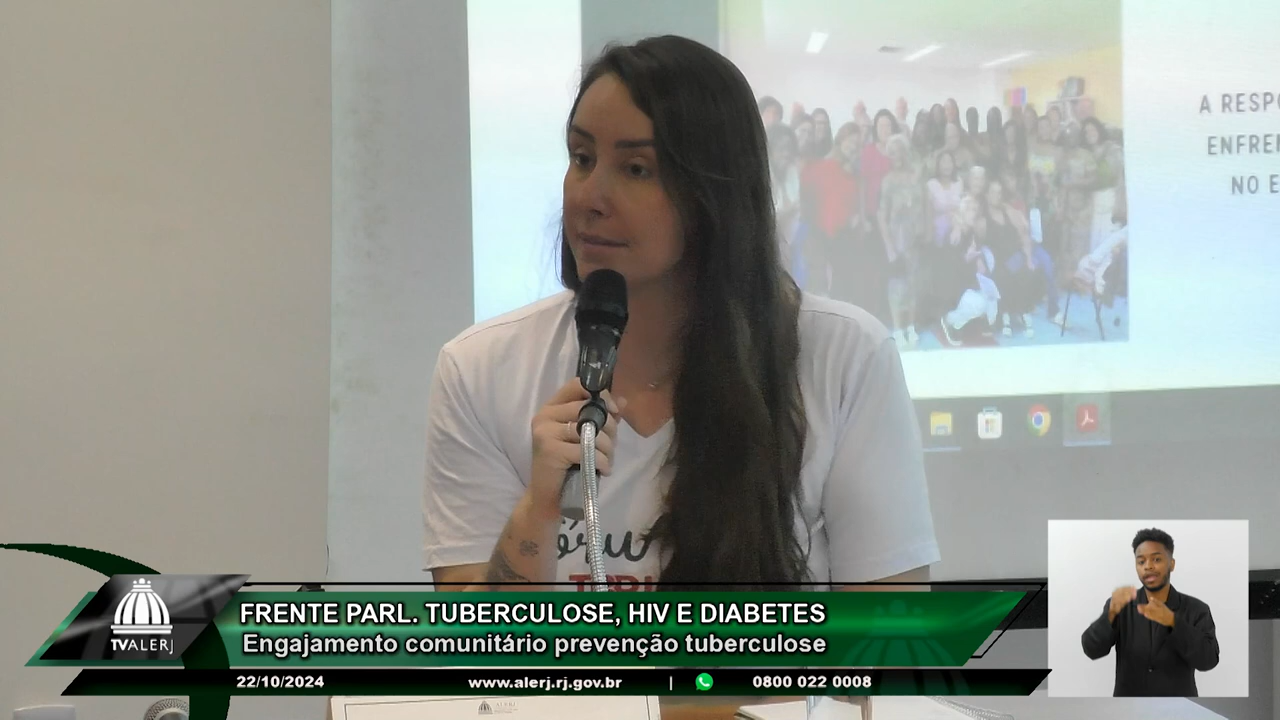 A RESPO
ENFREN
NO E
FRENTE PARL. TUBERCULOSE, HIV E DIABETES
Engajamento comunitário prevenção tuberculose
TVALERJ
22/10/2024
www.alerj.rj.gov.br | 0800 022 0008
ALERJ